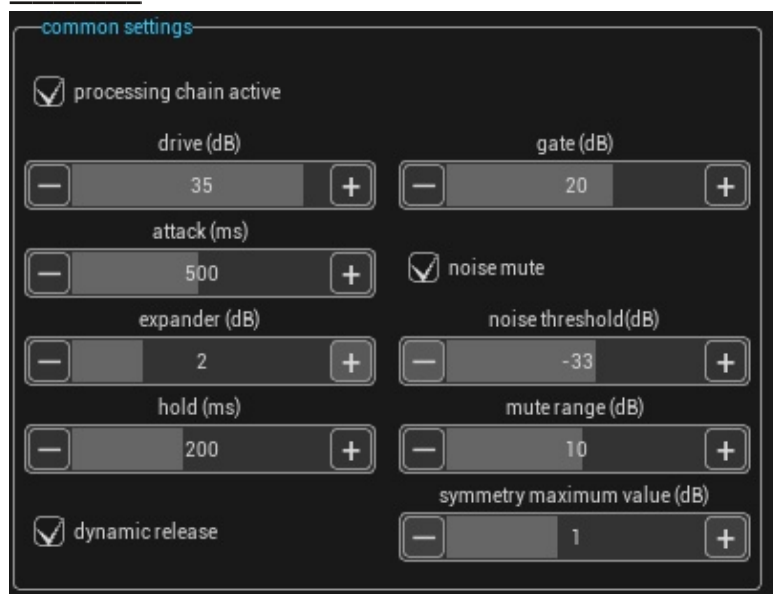 common settings
processing chain active
drive (dB) gate (dB)
35 20
attack (ms)
500 noise mute
expander (dB) noise threshold(dB)
2 -33
hold (ms) mute range (dB)
200 10
symmetry maximum value (dB)
dynamic release 1